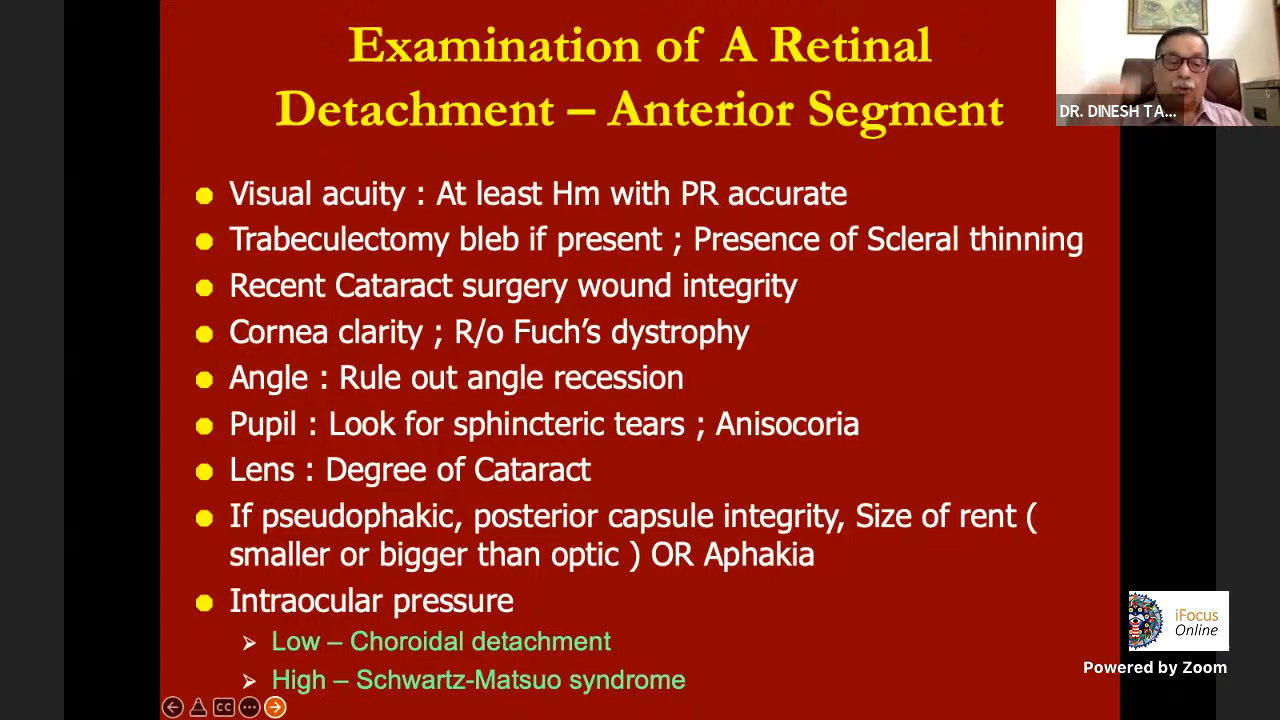 Examination of A Retinal
Detachment – Anterior Segment
DR. DINESH TA...
Visual acuity : At least Hm with PR accurate
Trabeculectomy bleb if present ; Presence of Scleral thinning
Recent Cataract surgery wound integrity
Cornea clarity ; R/o Fuch’s dystrophy
Angle : Rule out angle recession
Pupil : Look for sphincteric tears ; Anisocoria
Lens : Degree of Cataract
If pseudophakic, posterior capsule integrity, Size of rent (
smaller or bigger than optic ) OR Aphakia
Intraocular pressure
Low – Choroidal detachment
High – Schwartz-Matsuo syndrome
iFocus
Online
Powered by Zoom
CC